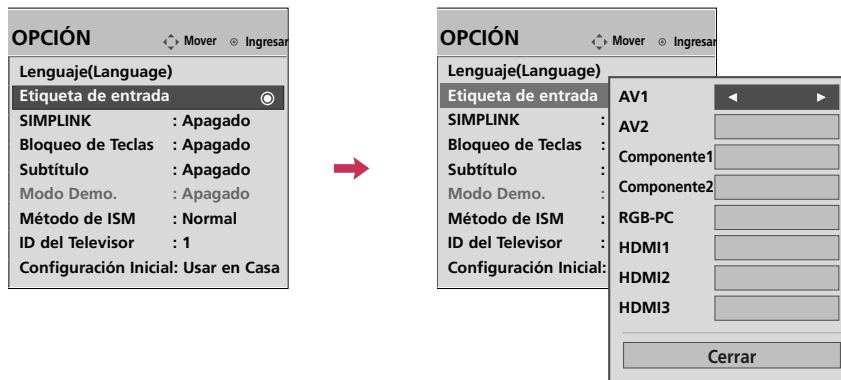 OPCIÓN Mover Ingresar
Lenguaje(Language)
Etiqueta de entrada
SIMPLINK : Apagado
Bloqueo de Teclas : Apagado
Subtítulo : Apagado
Modo Demo. : Apagado
Método de ISM : Normal
ID del Televisor : 1
Configuración Inicial: Usar en Casa
OPCIÓN Mover Ingresar
Lenguaje(Language)
Etiqueta de entrada
SIMPLINK :
Bloqueo de Teclas :
Subtítulo :
Modo Demo. :
Método de ISM :
ID del Televisor :
Configuración Inicial:
AV1
AV2
Componente1
Componente2
RGB-PC
HDMI1
HDMI2
HDMI3
Cerrar